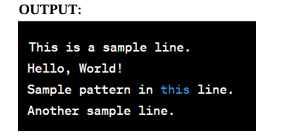 OUTPUT:
This is a sample line.
Hello, World!
Sample pattern in this line.
Another sample line.